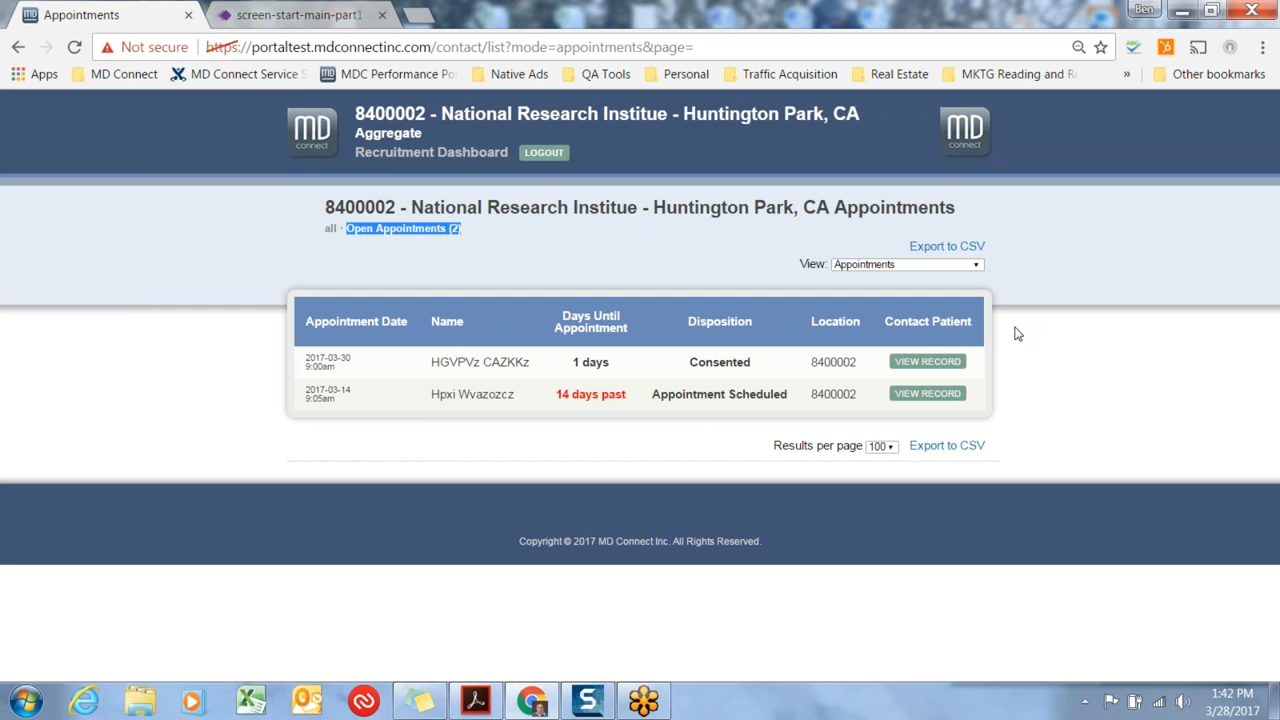 Appointments
screen-start-main-part1
Ben
Not secure
https://portaltest.mdconnectinc.com/contact/list?mode=appointments&page=
Apps
MD Connect
MD Connect Service
MDC Performance Po
Native Ads
QA Tools
Personal
Traffic Acquisition
Real Estate
MKTG Reading and R
»
Other bookmarks
MD
connect
8400002 - National Research Institue - Huntington Park, CA
Aggregate
Recruitment Dashboard LOGOUT
MD
connect
8400002 - National Research Institue - Huntington Park, CA Appointments
all · Open Appointments (2)
Export to CSV
View: Appointments
Appointment Date Name Days Until Appointment Disposition Location Contact Patient
2017-03-30 9:00am HGVPVz CAZKKz 1 days Consented 8400002 VIEW RECORD
2017-03-14 9:05am Hpxi Wvazozcz 14 days past Appointment Scheduled 8400002 VIEW RECORD
Results per page 100 Export to CSV
Copyright © 2017 MD Connect Inc. All Rights Reserved.
1:42 PM
3/28/2017